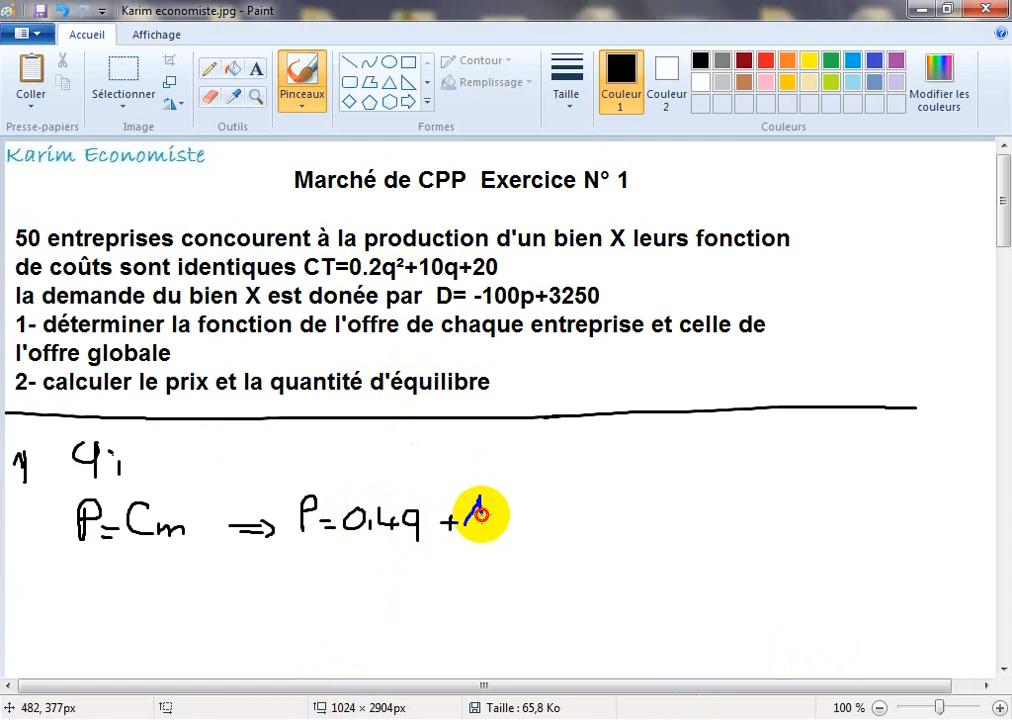 Karim economiste.jpg - Paint
Accueil Affichage
Coller
Sélectionner
Pinceaux
Contour
Remplissage
Taille
Couleur 1
Couleur 2
Modifier les couleurs
Presse-papiers Image Outils Formes Couleurs
Karim Economiste
Marché de CPP Exercice N° 1
50 entreprises concourent à la production d'un bien X leurs fonction
de coûts sont identiques CT=0.2q²+10q+20
la demande du bien X est donée par D= -100p+3250
1- déterminer la fonction de l'offre de chaque entreprise et celle de
l'offre globale
2- calculer le prix et la quantité d'équilibre
1) qi
P=Cm ⇒ P=0.4q +
482, 377px 1024 × 2904px Taille : 65,8 Ko 100 %